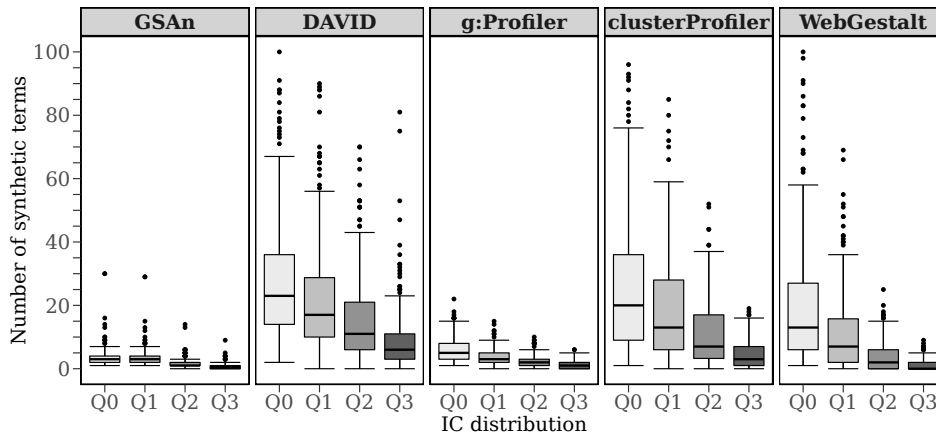 GSAn DAVID g:Profiler clusterProfiler WebGestalt
Number of synthetic terms
100
80
60
40
20
0
Q0 Q1 Q2 Q3 Q0 Q1 Q2 Q3 Q0 Q1 Q2 Q3 Q0 Q1 Q2 Q3 Q0 Q1 Q2 Q3
IC distribution